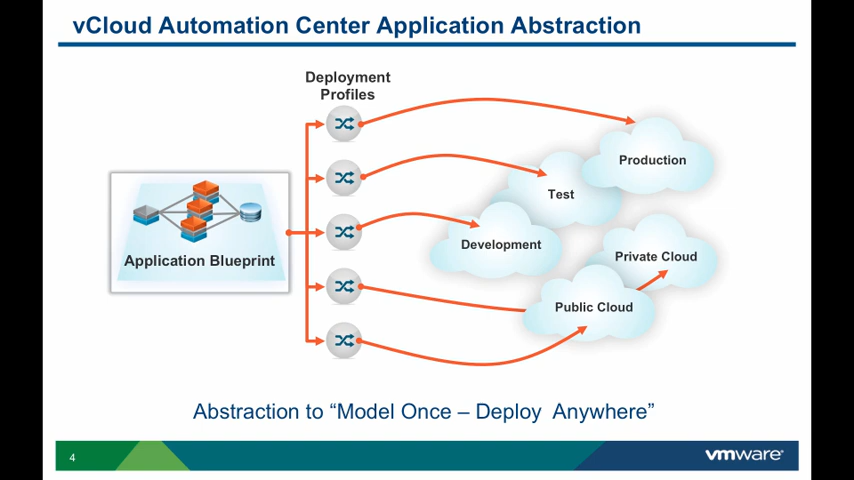 vCloud Automation Center Application Abstraction
Deployment
Profiles
Production
Test
Development
Private Cloud
Application Blueprint
Public Cloud
Abstraction to “Model Once – Deploy  Anywhere”
4
vmware®